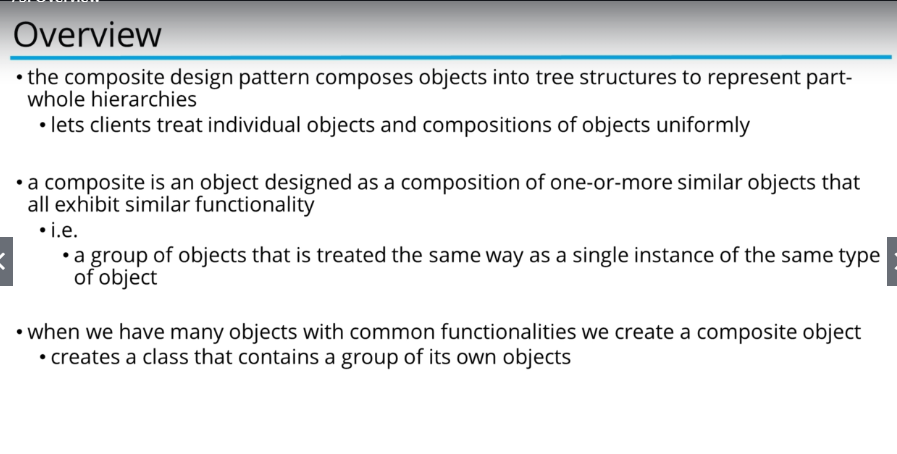 Overview
• the composite design pattern composes objects into tree structures to represent part-
whole hierarchies
• lets clients treat individual objects and compositions of objects uniformly
• a composite is an object designed as a composition of one-or-more similar objects that
all exhibit similar functionality
• i.e.
• a group of objects that is treated the same way as a single instance of the same type
of object
• when we have many objects with common functionalities we create a composite object
• creates a class that contains a group of its own objects